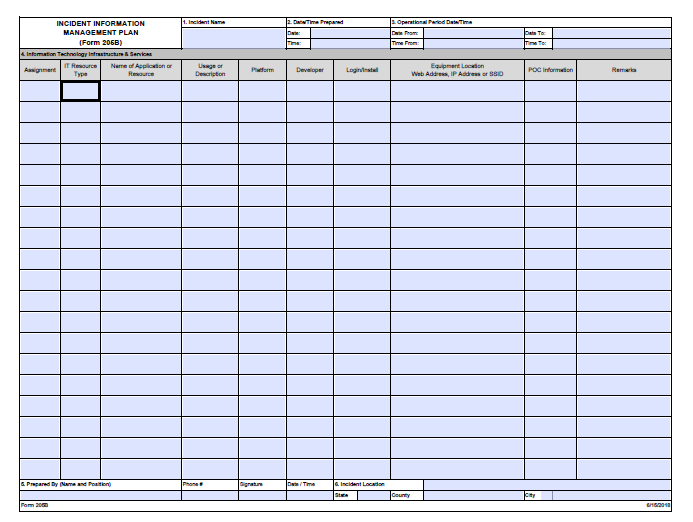 INCIDENT INFORMATION
MANAGEMENT PLAN
(Form 206B)
1. Incident Name
2. Date/Time Prepared
Date:
Time:
3. Operational Period Date/Time
Date From:
Date To:
Time From:
Time To:
4. Information Technology Infrastructure & Services
Assignment
IT Resource
Type
Name of Application or
Resource
Usage or
Description
Platform
Developer
Login/Install
Equipment Location
Web Address, IP Address or SSID
POC Information
Remarks
5. Prepared By (Name and Position)
Phone #
Signature
Date / Time
6. Incident Location
State
County
City
Form 205B
6/15/2018